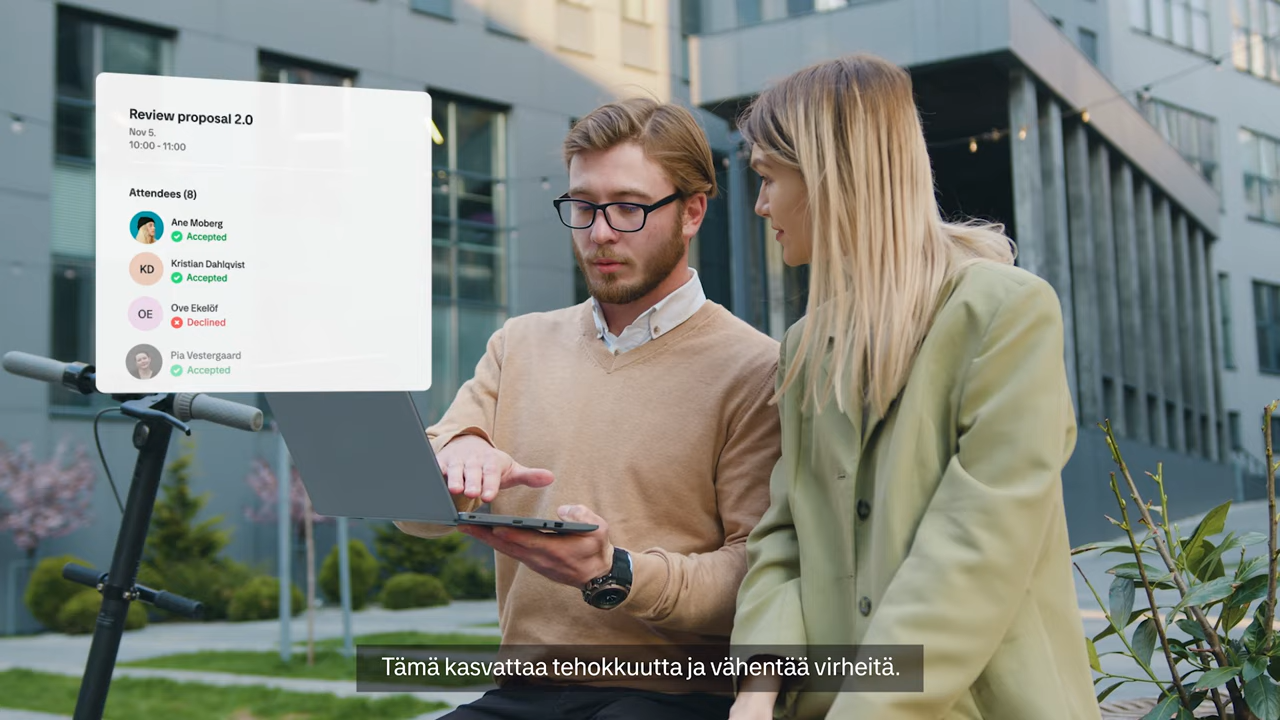 Review proposal 2.0
Nov 5.
10:00 - 11:00
Attendees (8)
Ane Moberg
Accepted
KD
Kristian Dahlqvist
Accepted
OE
Ove Ekelöf
Declined
Pia Vestergaard
Accepted
Tämä kasvattaa tehokkuutta ja vähentää virheitä.